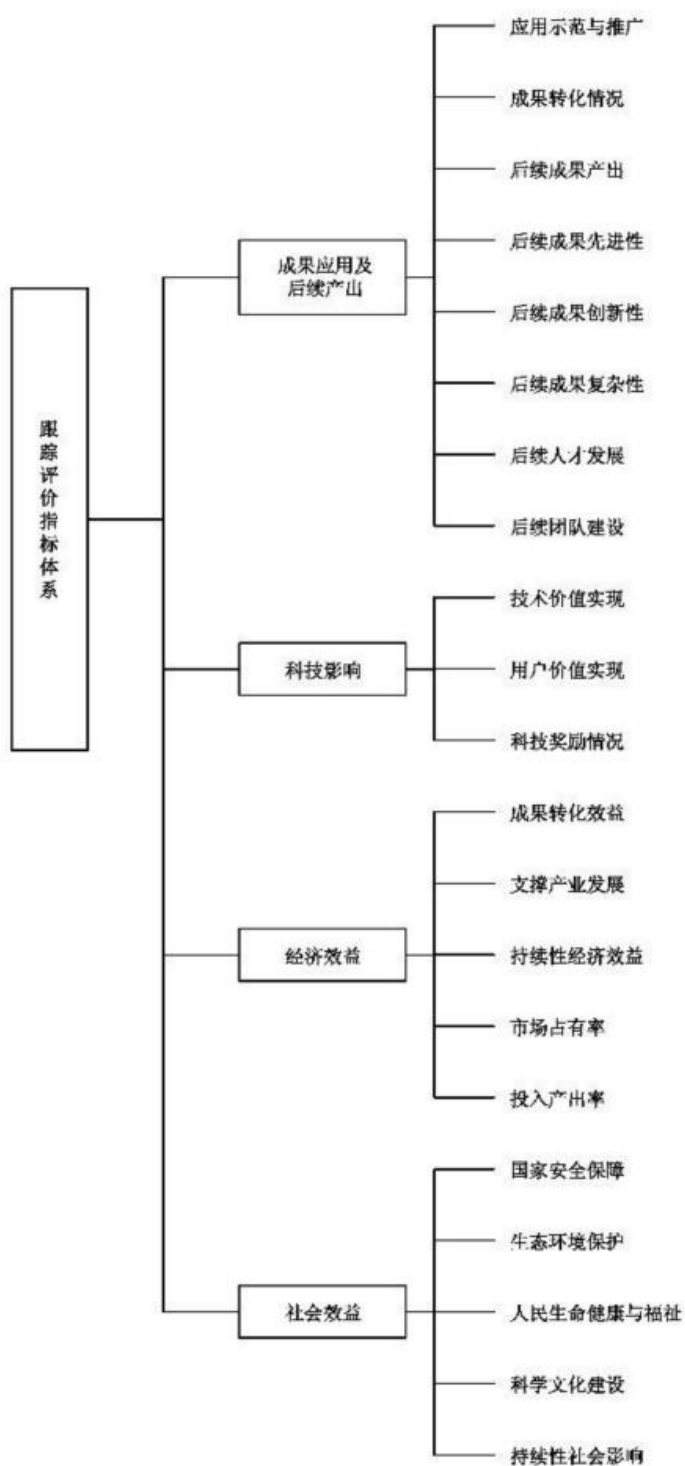 跟踪评价指标体系
成果应用及
后续产出
应用示范与推广
成果转化情况
后续成果产出
后续成果先进性
后续成果创新性
后续成果复杂性
后续人才发展
后续团队建设
科技影响
技术价值实现
用户价值实现
科技奖励情况
经济效益
成果转化效益
支撑产业发展
持续性经济效益
市场占有率
投入产出率
社会效益
国家安全保障
生态环境保护
人民生命健康与福祉
科学文化建设
持续性社会影响